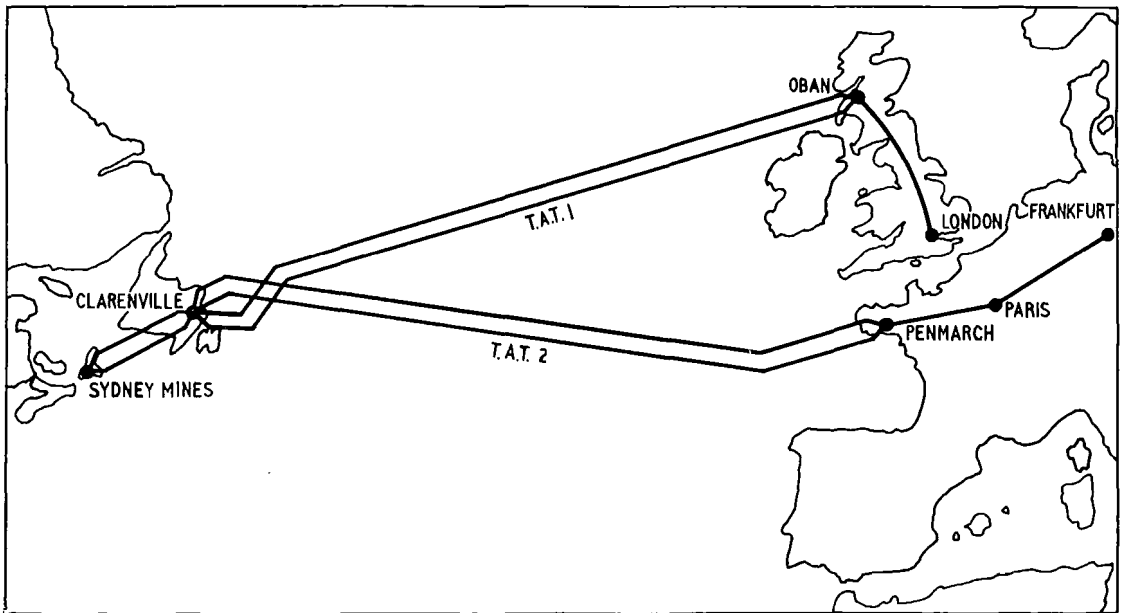 OBAN
T.A.T. 1
LONDON
FRANKFURT
CLARENVILLE
PARIS
PENMARCH
T.A.T. 2
SYDNEY MINES